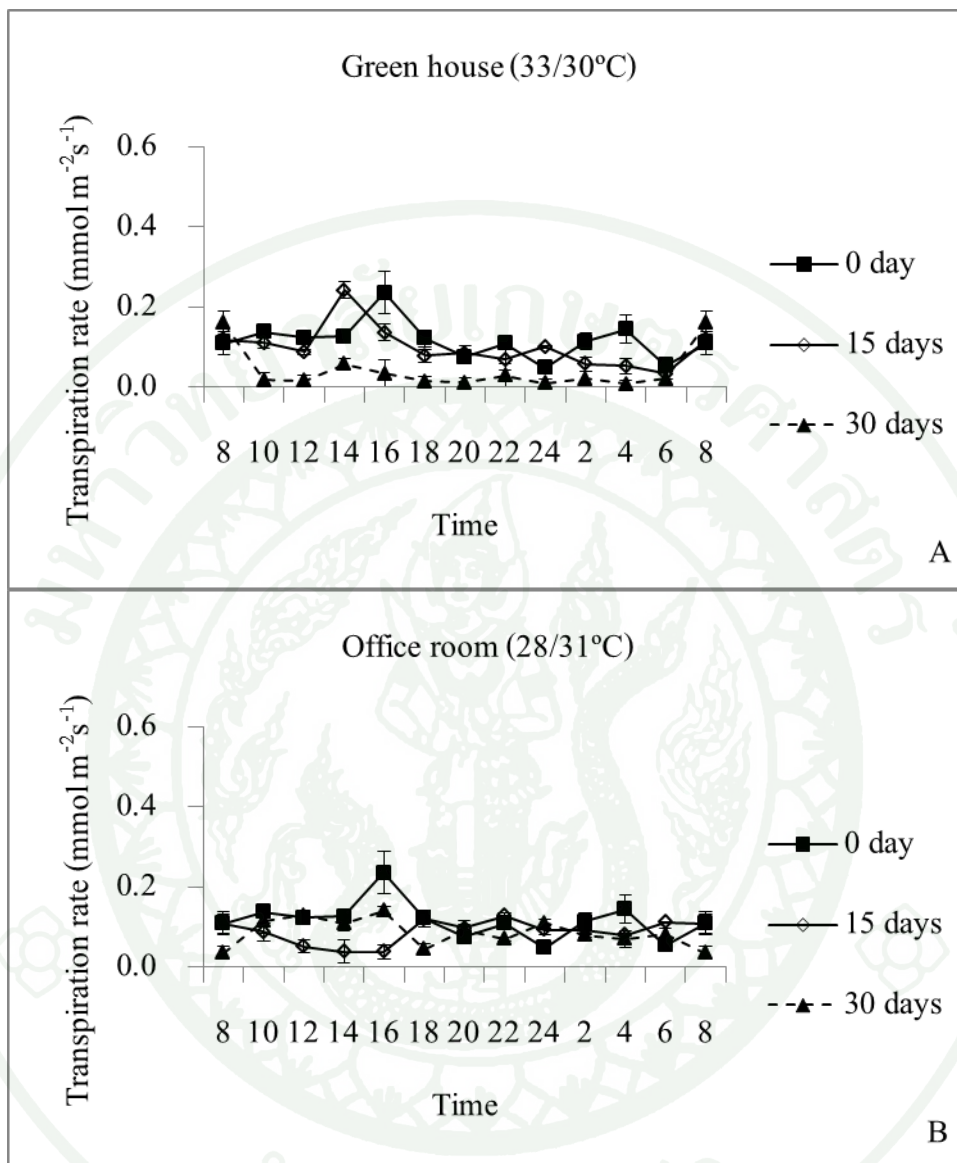 Green house (33/30ºC)
Transpiration rate (mmol m⁻²s⁻¹)
0.6
0.4
0.2
0.0
8 10 12 14 16 18 20 22 24 2 4 6 8
Time
0 day
15 days
30 days
A
Office room (28/31ºC)
Transpiration rate (mmol m⁻²s⁻¹)
0.6
0.4
0.2
0.0
8 10 12 14 16 18 20 22 24 2 4 6 8
Time
0 day
15 days
30 days
B